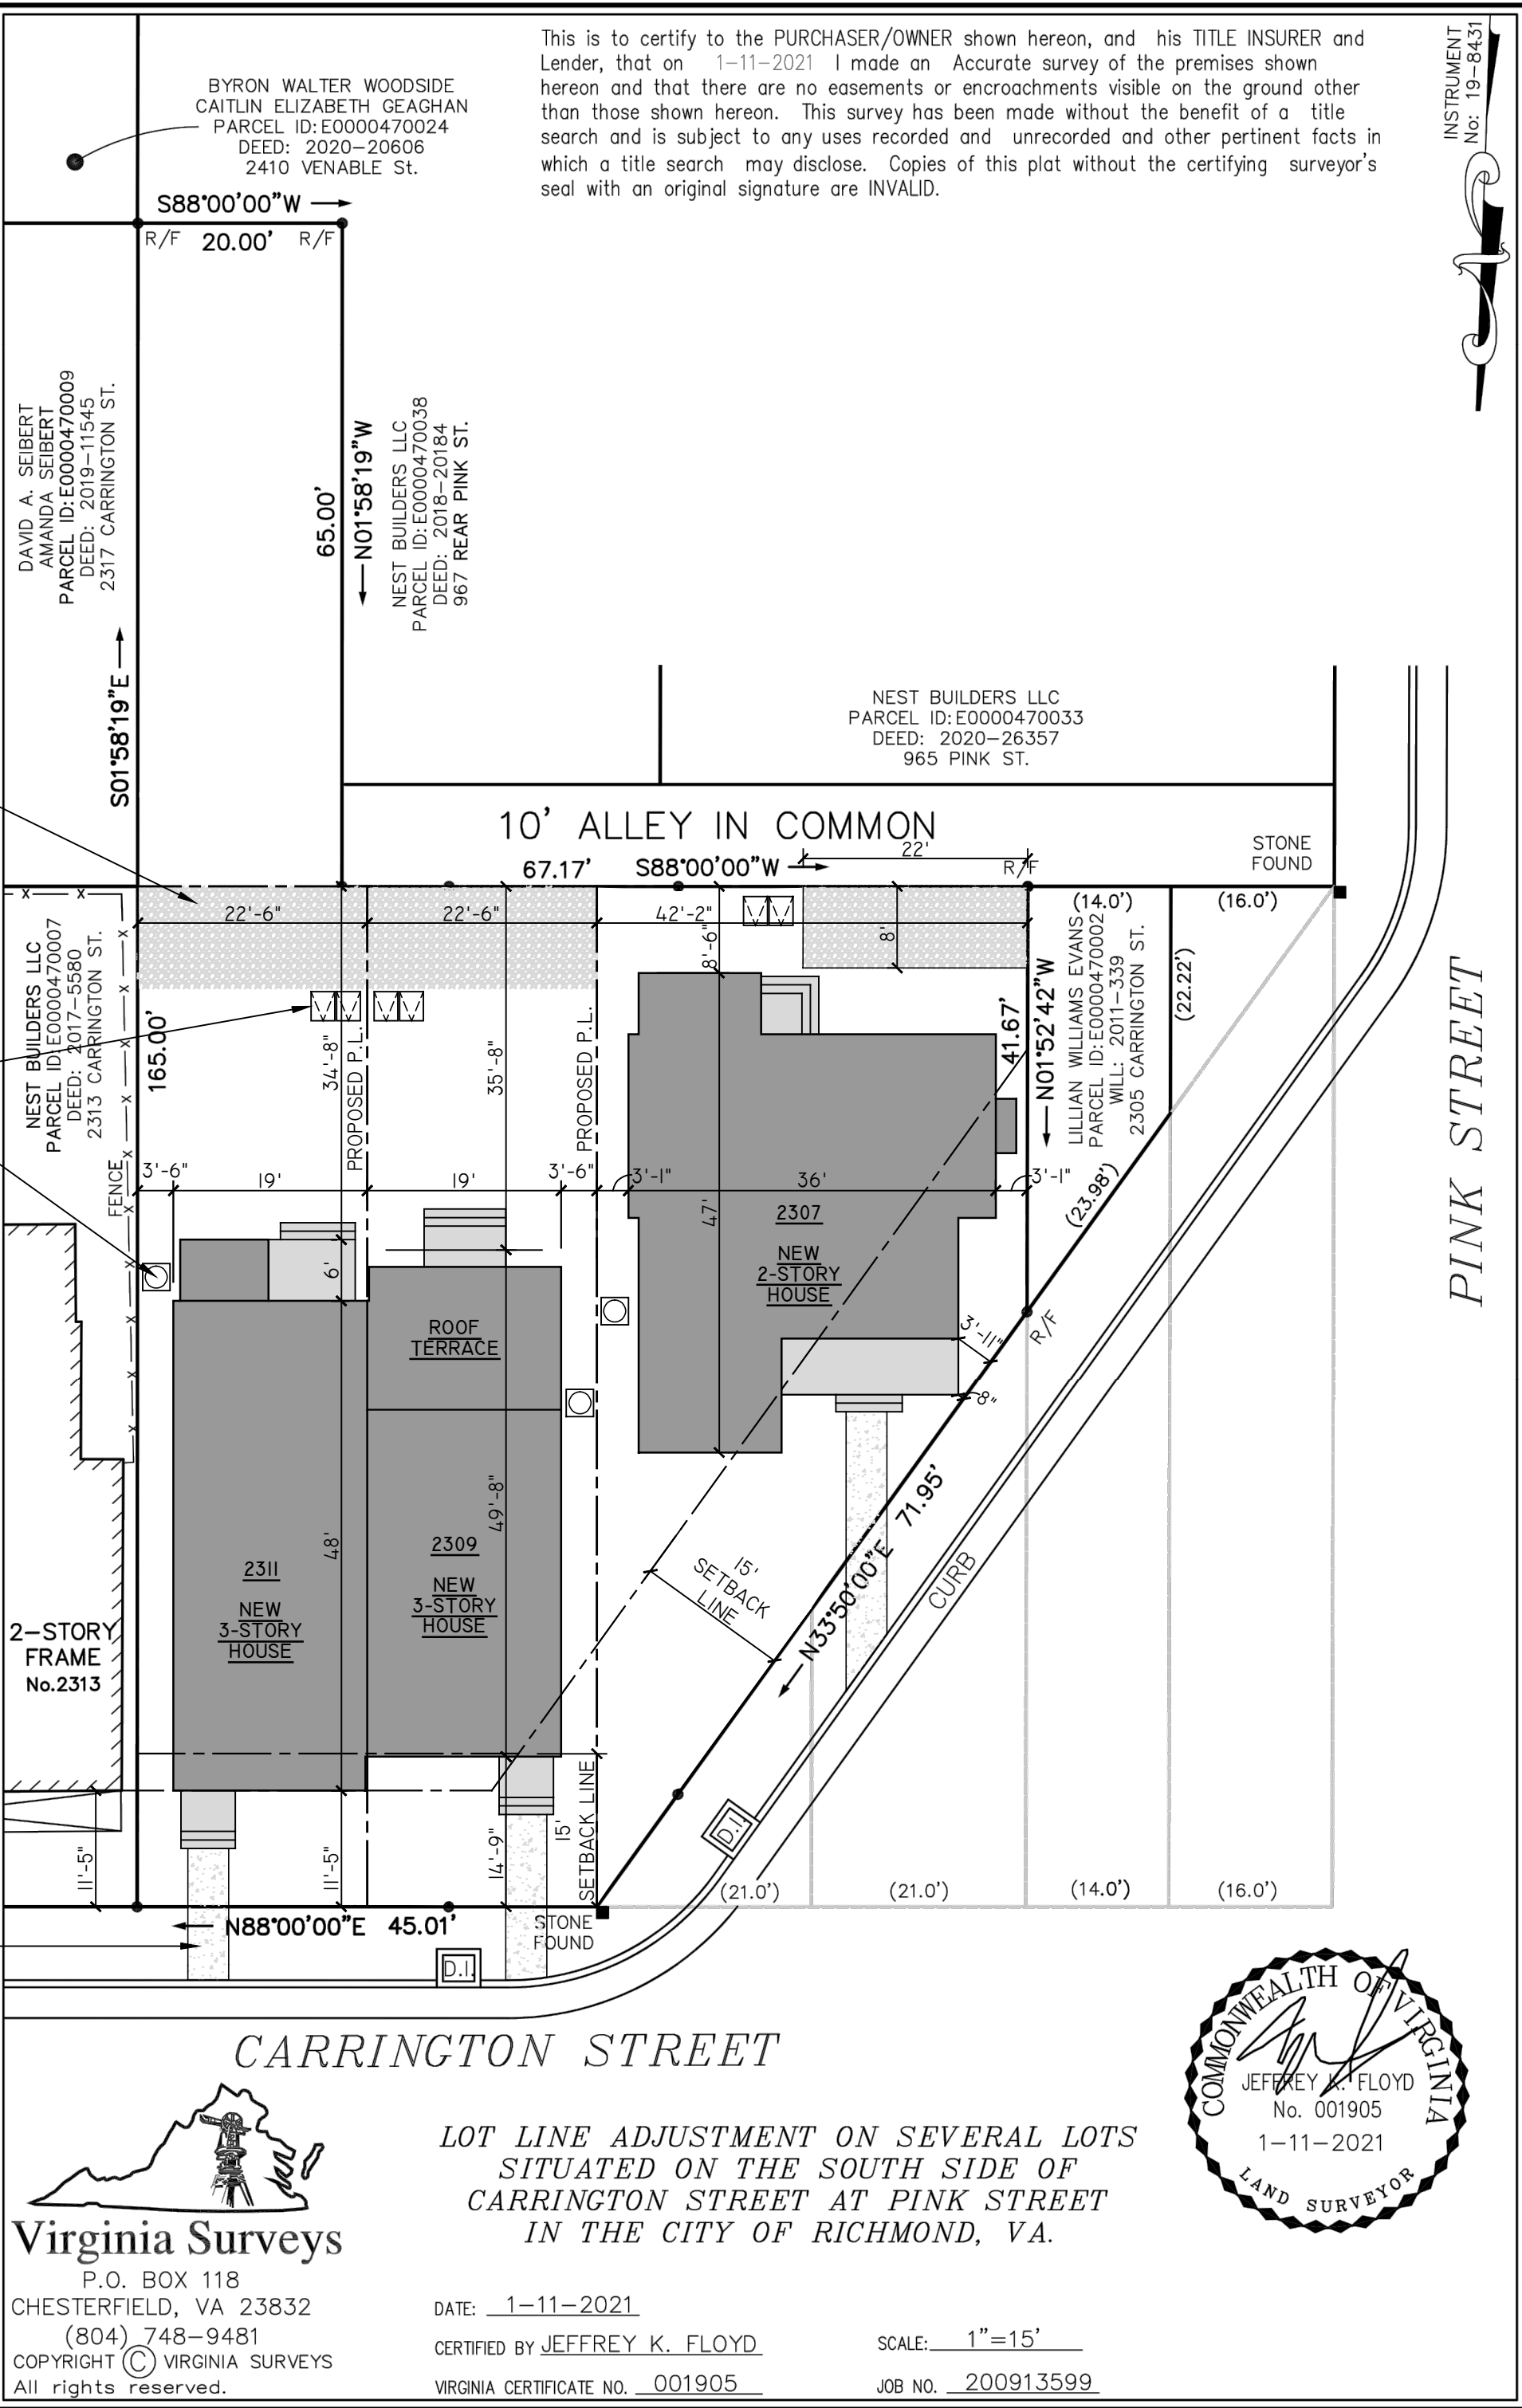 This is to certify to the PURCHASER/OWNER shown hereon, and his TITLE INSURER and
Lender, that on 1-11-2021 I made an Accurate survey of the premises shown
hereon and that there are no easements or encroachments visible on the ground other
than those shown hereon. This survey has been made without the benefit of a title
search and is subject to any uses recorded and unrecorded and other pertinent facts in
which a title search may disclose. Copies of this plat without the certifying surveyor's
seal with an original signature are INVALID.
INSTRUMENT
No: 19-8431
BYRON WALTER WOODSIDE
CAITLIN ELIZABETH GEAGHAN
PARCEL ID:E0000470024
DEED: 2020-20606
2410 VENABLE St.
S88°00'00"W
R/F 20.00' R/F
DAVID A. SEIBERT
AMANDA SEIBERT
PARCEL ID:E0000470009
DEED: 2019-11545
2317 CARRINGTON ST.
S01°58'19"E
65.00'
N01°58'19"W
NEST BUILDERS LLC
PARCEL ID:E0000470038
DEED: 2018-20184
967 REAR PINK ST.
NEST BUILDERS LLC
PARCEL ID:E0000470033
DEED: 2020-26357
965 PINK ST.
10' ALLEY IN COMMON
67.17' S88°00'00"W
22'
R/F
STONE
FOUND
22'-6"
22'-6"
42'-2"
8'-6"
8'
(14.0')
(16.0')
NEST BUILDERS LLC
PARCEL ID:E0000470007
DEED: 2017-5580
2313 CARRINGTON ST.
165.00'
34'-8"
PROPOSED P.L.
35'-8"
PROPOSED P.L.
41.67'
N01°52'42"W
LILLIAN WILLIAMS EVANS
PARCEL ID:E0000470002
WILL: 2011-339
2305 CARRINGTON ST.
(22.22')
PINK STREET
FENCE
x
x
x
x
x
x
x
x
x
3'-6"
19'
19'
3'-6"
3'-1"
36'
3'-1"
(23.98')
47'
2307
NEW
2-STORY
HOUSE
6'
ROOF
TERRACE
3'-11"
R/F
8"
48'
49'-8"
2311
NEW
3-STORY
HOUSE
2309
NEW
3-STORY
HOUSE
15'
SETBACK
LINE
N33°50'00"E 71.95'
CURB
2-STORY
FRAME
No.2313
11'-5"
11'-5"
14'-9"
15'
SETBACK LINE
D.I.
(21.0')
(21.0')
(14.0')
(16.0')
N88°00'00"E 45.01'
STONE
FOUND
D.I.
CARRINGTON STREET
COMMONWEALTH OF VIRGINIA
JEFFREY K. FLOYD
No. 001905
1-11-2021
LAND SURVEYOR
LOT LINE ADJUSTMENT ON SEVERAL LOTS
SITUATED ON THE SOUTH SIDE OF
CARRINGTON STREET AT PINK STREET
IN THE CITY OF RICHMOND, VA.
Virginia Surveys
P.O. BOX 118
CHESTERFIELD, VA 23832
(804) 748-9481
COPYRIGHT © VIRGINIA SURVEYS
All rights reserved.
DATE: 1-11-2021
CERTIFIED BY JEFFREY K. FLOYD
VIRGINIA CERTIFICATE NO. 001905
SCALE: 1"=15'
JOB NO. 200913599